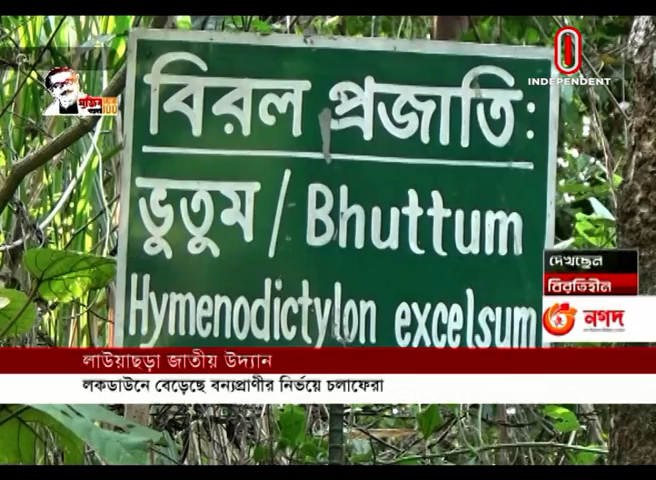 INDEPENDENT
বিরল প্রজাতি:
ভুতুম / Bhuttum
Hymenodictylon excelsum
দেখছেন
বিরতিহীন
নগদ
লাউয়াছড়া জাতীয় উদ্যান
লকডাউনে বেড়েছে বন্যপ্রাণীর নির্ভয়ে চলাফেরা